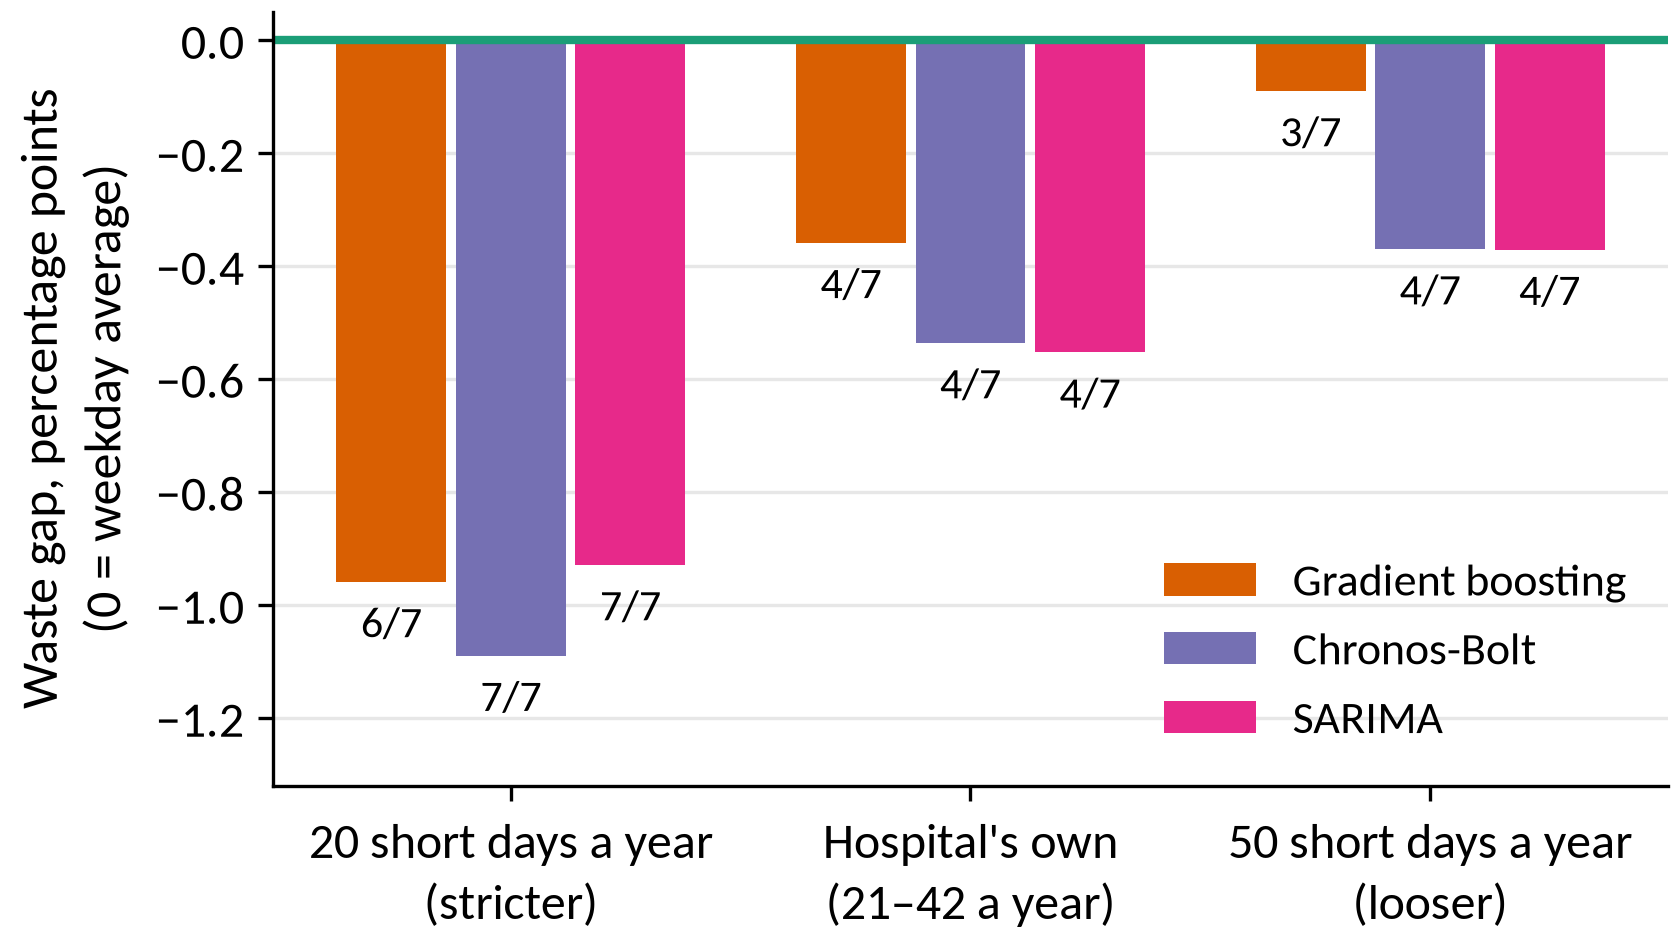 Waste gap, percentage points
(0 = weekday average)
0.0
−0.2
−0.4
−0.6
−0.8
−1.0
−1.2
6/7
7/7
7/7
4/7
4/7
4/7
3/7
4/7
4/7
Gradient boosting
Chronos-Bolt
SARIMA
20 short days a year
(stricter)
Hospital's own
(21–42 a year)
50 short days a year
(looser)